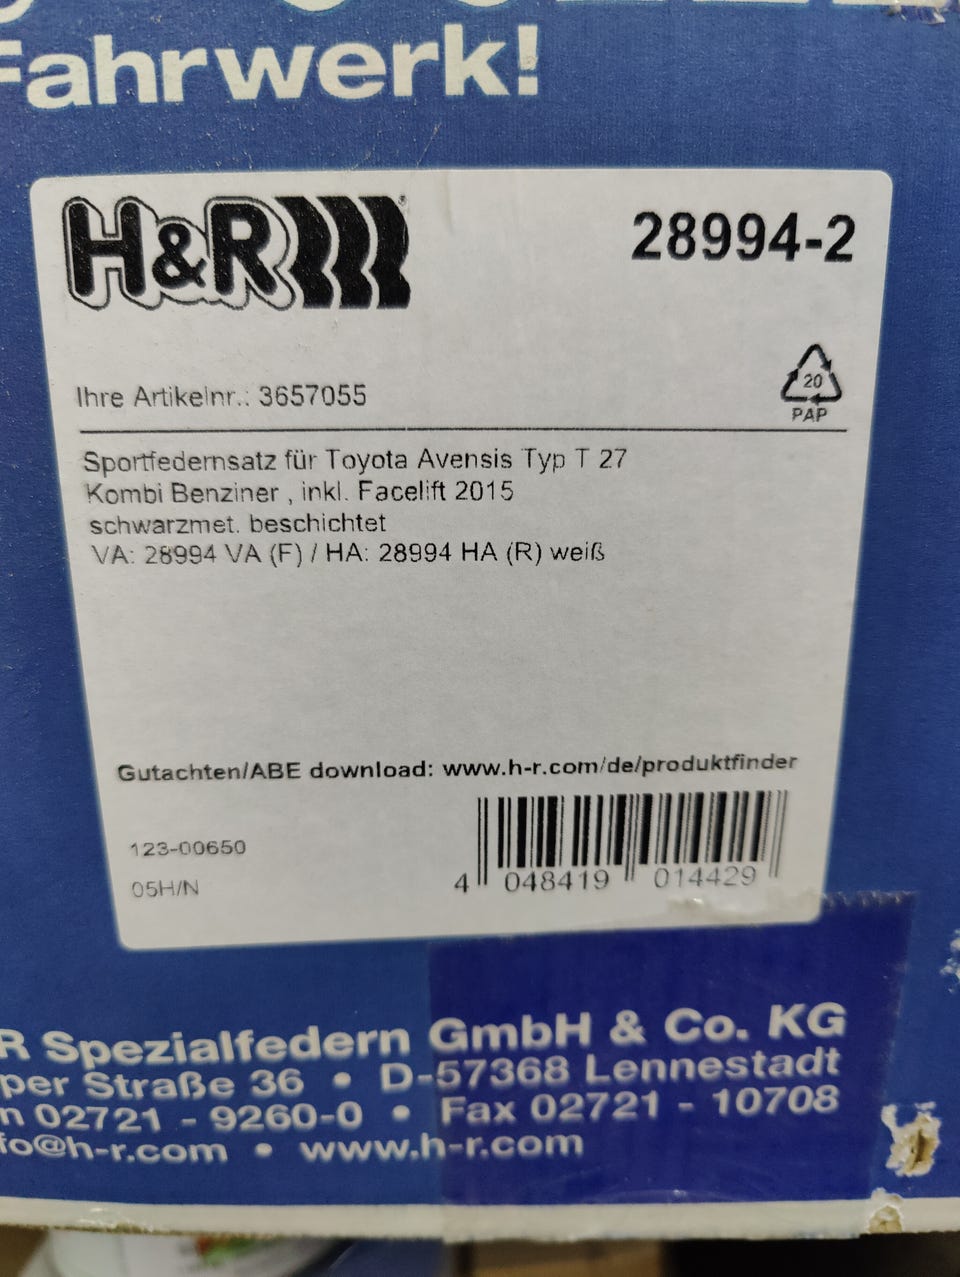 Fahrwerk!
H&R
28994-2
Ihre Artikelnr.: 3657055
20
PAP
Sportfedernsatz für Toyota Avensis Typ T 27
Kombi Benziner , inkl. Facelift 2015
schwarzmet. beschichtet
VA: 28994 VA (F) / HA: 28994 HA (R) weiß
Gutachten/ABE download: www.h-r.com/de/produktfinder
123-00650
05H/N
4 048419 014429
R Spezialfedern GmbH & Co. KG
per Straße 36 • D-57368 Lennestadt
n 02721 - 9260-0 • Fax 02721 - 10708
fo@h-r.com • www.h-r.com